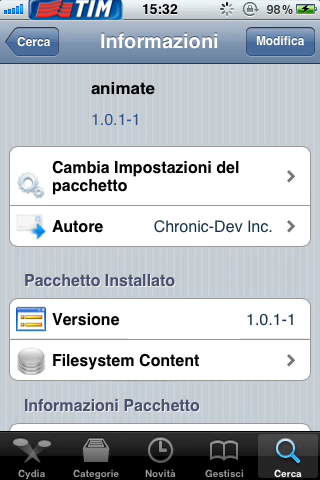 TIM 15:32 98%
Cerca Informazioni Modifica
animate
1.0.1-1
Cambia Impostazioni del
pacchetto
Autore Chronic-Dev Inc.
Pacchetto Installato
Versione 1.0.1-1
Filesystem Content
Informazioni Pacchetto
Cydia Categorie Novità Gestisci Cerca